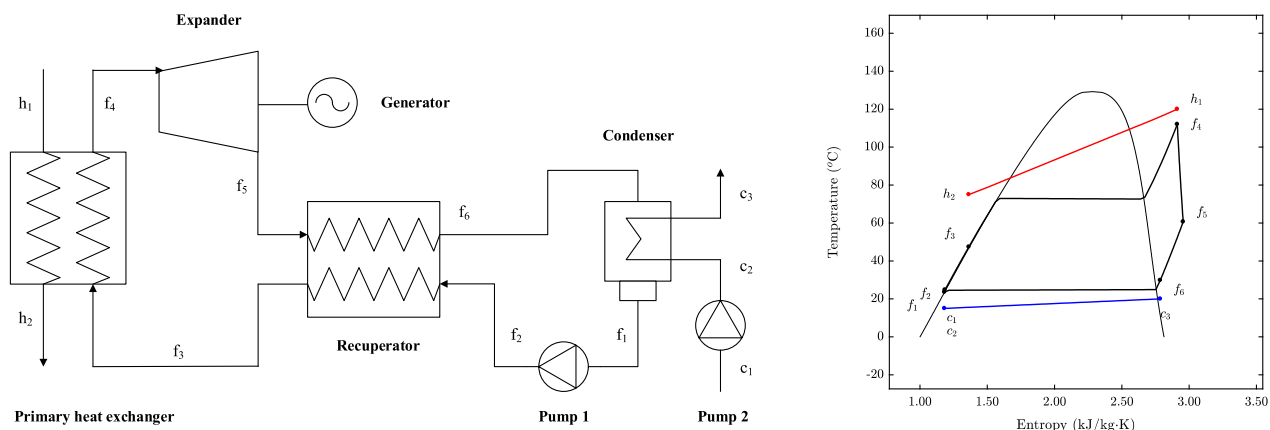 Expander
h1
f4
Generator
Condenser
f5
f6
c3
c2
h2
f3
Recuperator
f2
f1
c1
Primary heat exchanger
Pump 1
Pump 2
Temperature (°C)
160
140
120
100
80
60
40
20
0
-20
h1
f4
h2
f5
f3
f2
f1
f6
c1
c2
c3
1.00
1.50
2.00
2.50
3.00
3.50
Entropy (kJ/kg·K)